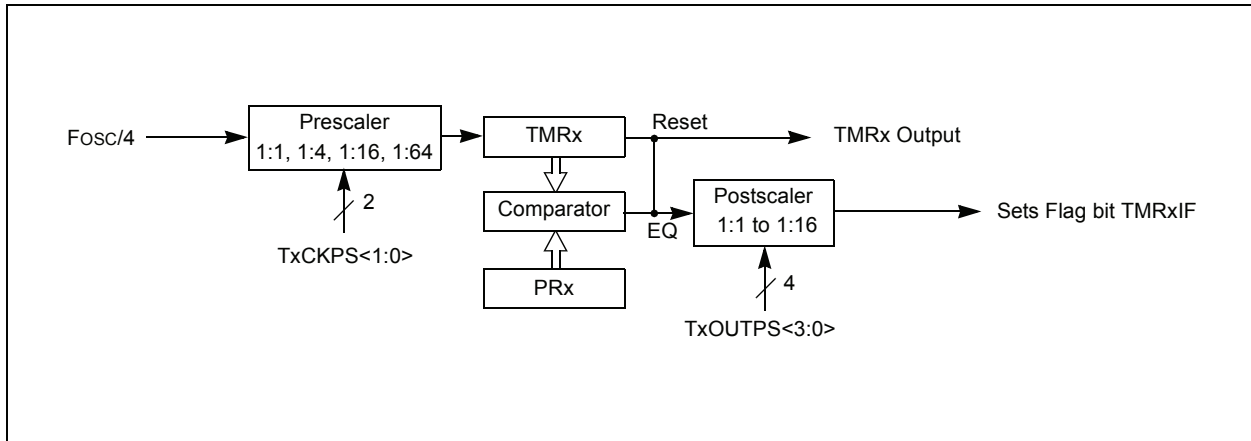 FOSC/4
Prescaler
1:1, 1:4, 1:16, 1:64
2
TxCKPS<1:0>
TMRx
Reset
TMRx Output
Comparator
EQ
PRx
Postscaler
1:1 to 1:16
Sets Flag bit TMRxIF
4
TxOUTPS<3:0>